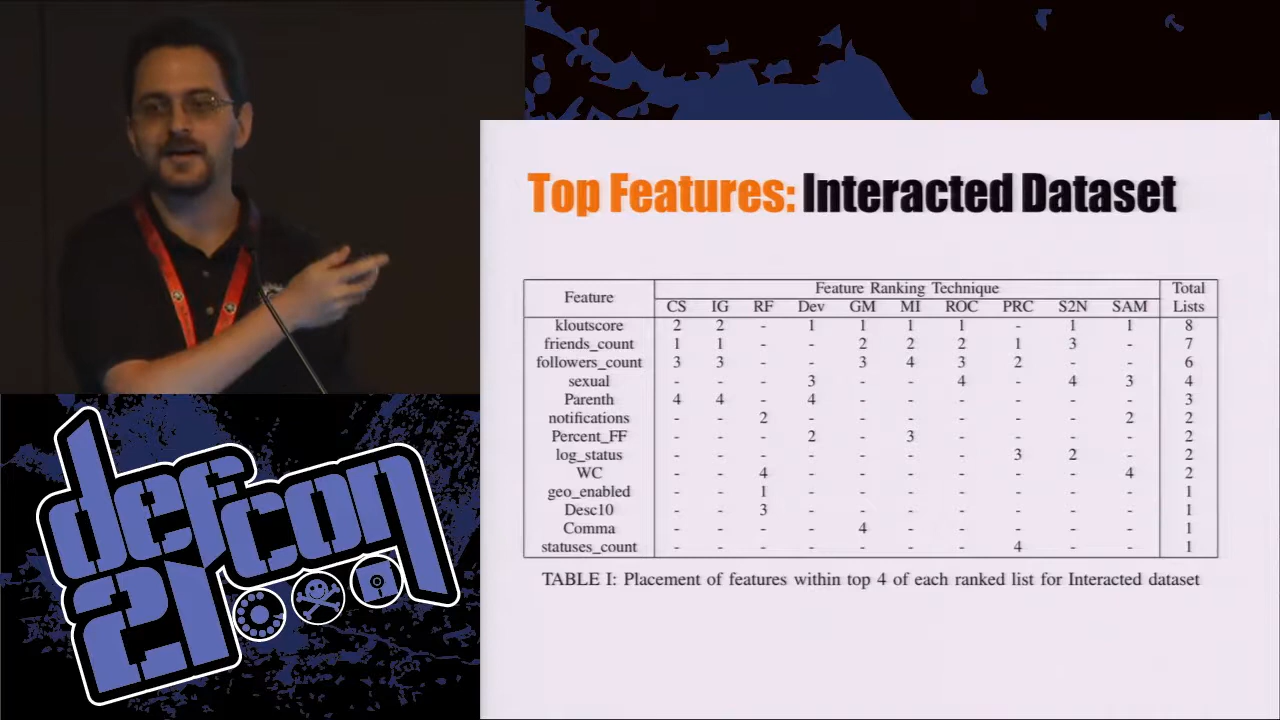 Top Features: Interacted Dataset
Feature Feature Ranking Technique Total
CS IG RF Dev GM MI ROC PRC S2N SAM Lists
kloutscore 2 2 - 1 1 1 1 - 1 1 8
friends_count 1 1 - - 2 2 2 1 3 - 7
followers_count 3 3 - - 3 4 3 2 - - 6
sexual - - - 3 - - 4 - 4 3 4
Parenth 4 4 - 4 - - - - - - 3
notifications - - 2 - - - - - - 2 2
Percent_FF - - - 2 - 3 - - - - 2
log_status - - - - - - - 3 2 - 2
WC - - 4 - - - - - - 4 2
geo_enabled - - 1 - - - - - - - 1
Desc10 - - 3 - - - - - - - 1
Comma - - - - 4 - - - - - 1
statuses_count - - - - - - - 4 - - 1
TABLE I: Placement of features within top 4 of each ranked list for Interacted dataset
defcon
21